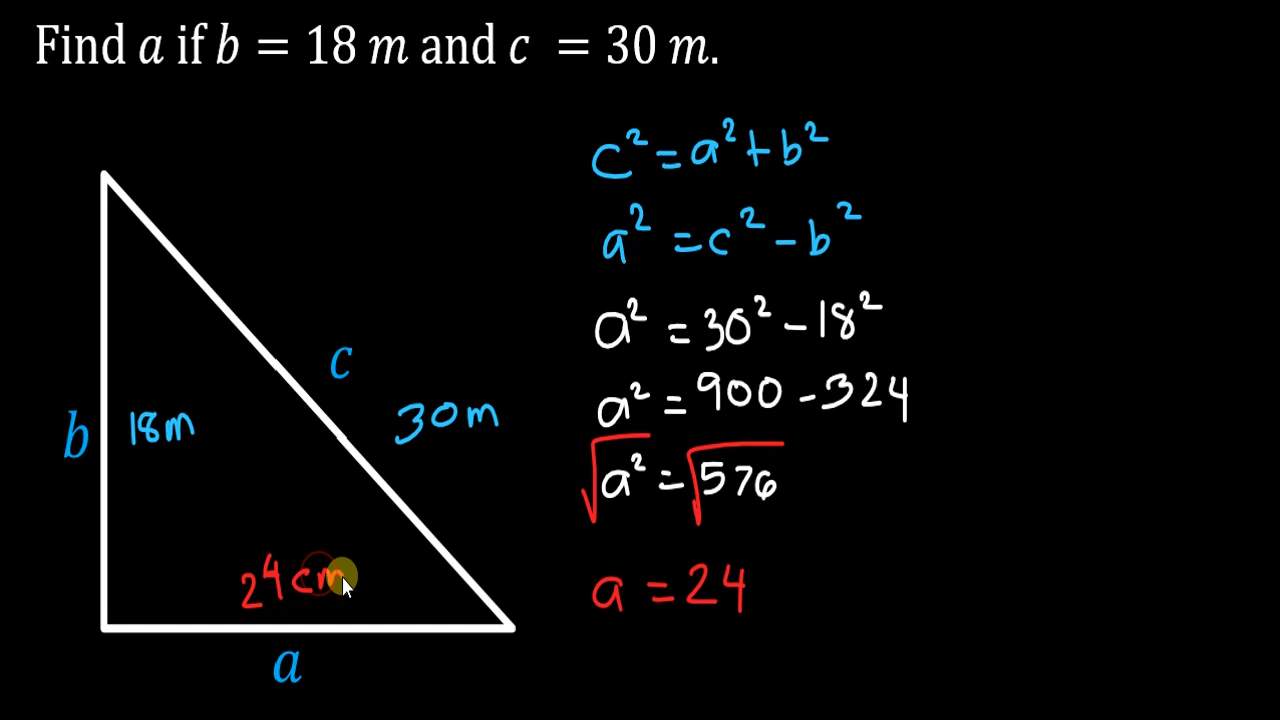 Find a if b = 18 m and c = 30 m.
c² = a² + b²
a² = c² - b²
a² = 30² - 18²
a² = 900 - 324
√a² = √576
a = 24
c
b
18m
30m
24cm
a